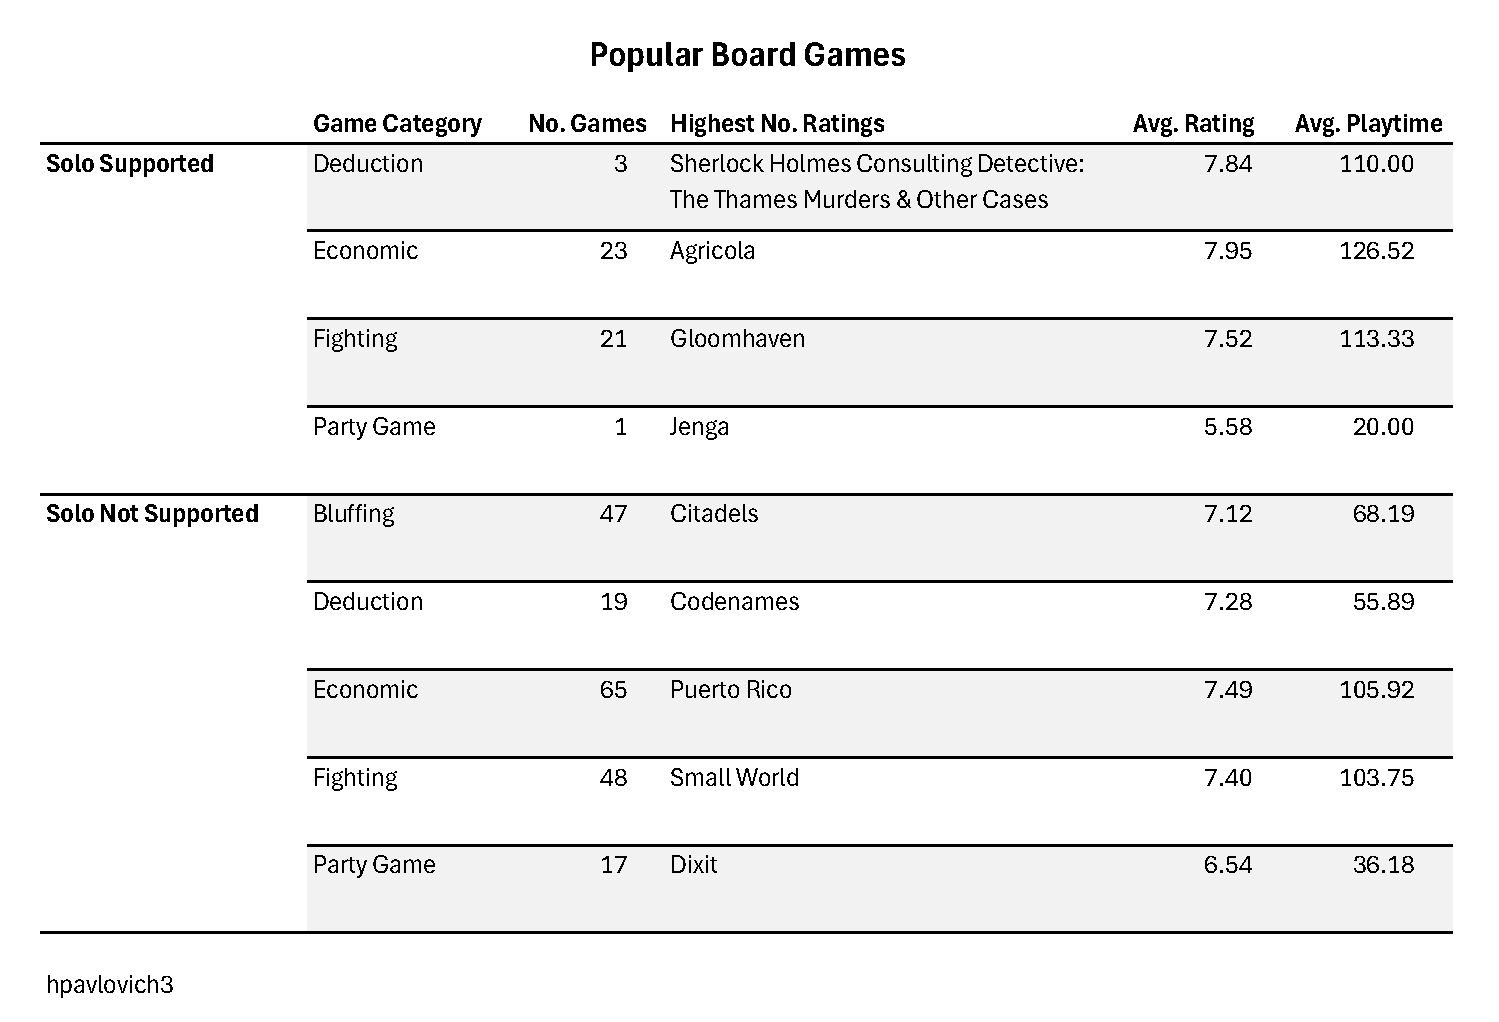 Popular Board Games
Game Category No. Games Highest No. Ratings Avg. Rating Avg. Playtime
Solo Supported Deduction 3 Sherlock Holmes Consulting Detective: 7.84 110.00
The Thames Murders & Other Cases
Economic 23 Agricola 7.95 126.52
Fighting 21 Gloomhaven 7.52 113.33
Party Game 1 Jenga 5.58 20.00
Solo Not Supported Bluffing 47 Citadels 7.12 68.19
Deduction 19 Codenames 7.28 55.89
Economic 65 Puerto Rico 7.49 105.92
Fighting 48 Small World 7.40 103.75
Party Game 17 Dixit 6.54 36.18
hpavlovich3